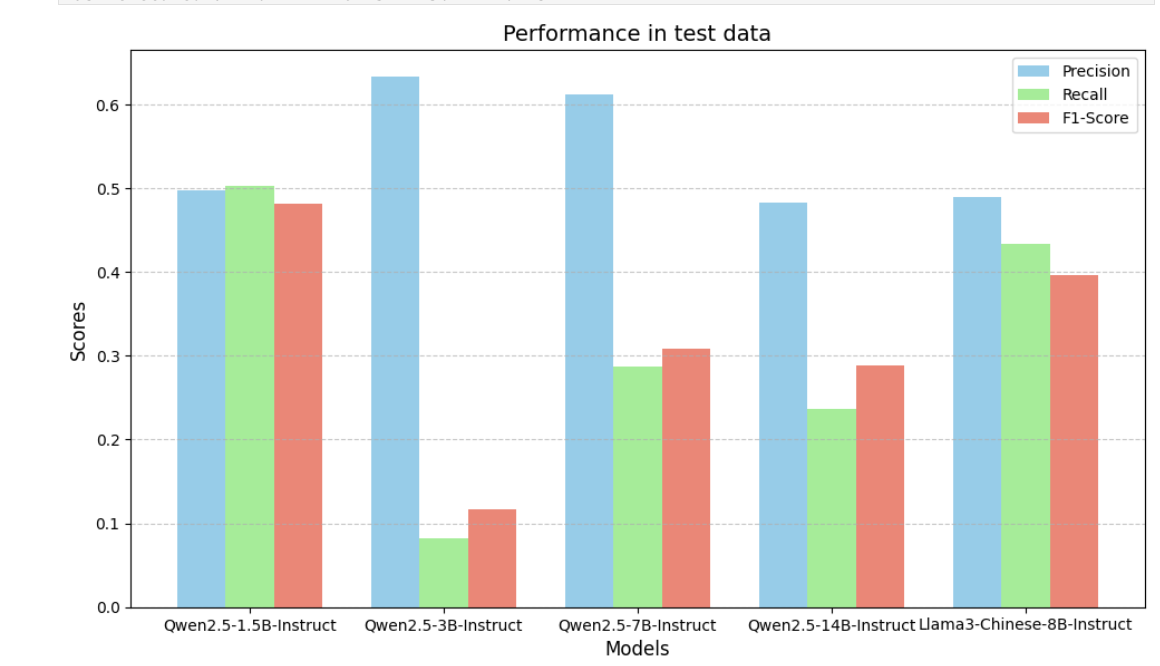 Performance in test data
Precision
Recall
F1-Score
0.6
0.5
0.4
0.3
0.2
0.1
0.0
Scores
Qwen2.5-1.5B-Instruct
Qwen2.5-3B-Instruct
Qwen2.5-7B-Instruct
Qwen2.5-14B-Instruct
Llama3-Chinese-8B-Instruct
Models